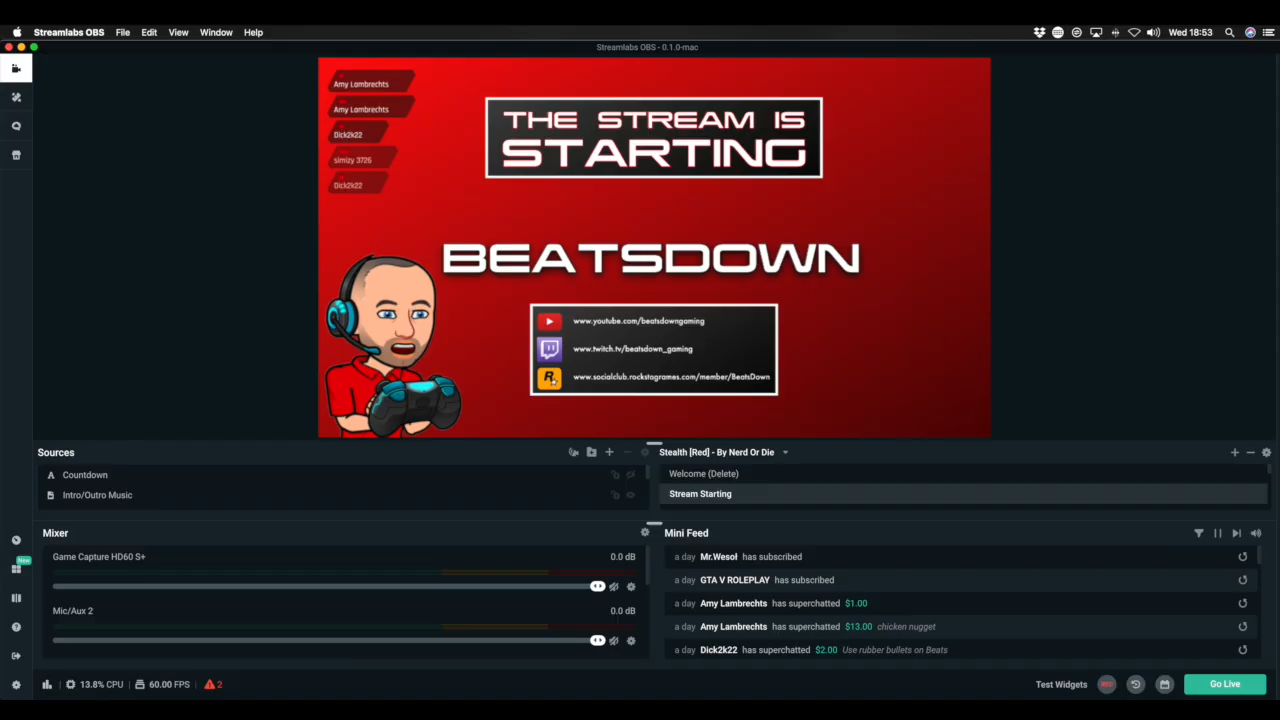 Streamlabs OBS File Edit View Window Help Wed 18:53
Streamlabs OBS - 0.1.0-mac
Amy Lambrechts
Amy Lambrechts
Dick2k22
simizy 3726
Dick2k22
THE STREAM IS
STARTING
BEATSDOWN
www.youtube.com/beatsdowngaming
www.twitch.tv/beatsdown_gaming
www.socialclub.rockstagrames.com/member/BeatsDown
Sources
Countdown
Intro/Outro Music
Stealth [Red] - By Nerd Or Die
Welcome (Delete)
Stream Starting
Mixer
Game Capture HD60 S+ 0.0 dB
Mic/Aux 2 0.0 dB
Mini Feed
a day Mr.Wesoł has subscribed
a day GTA V ROLEPLAY has subscribed
a day Amy Lambrechts has superchatted $1.00
a day Amy Lambrechts has superchatted $13.00 chicken nugget
a day Dick2k22 has superchatted $2.00 Use rubber bullets on Beats
New
13.8% CPU 60.00 FPS 2
Test Widgets Go Live